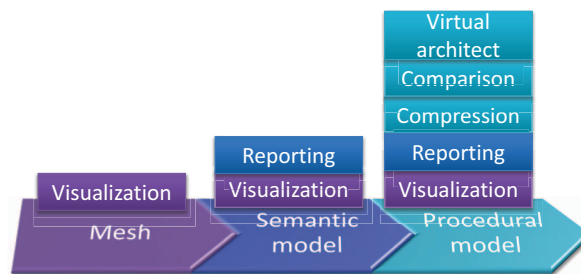 Virtual
architect
Comparison
Compression
Reporting
Reporting
Visualization
Visualization
Visualization
Mesh
Semantic
model
Procedural
model